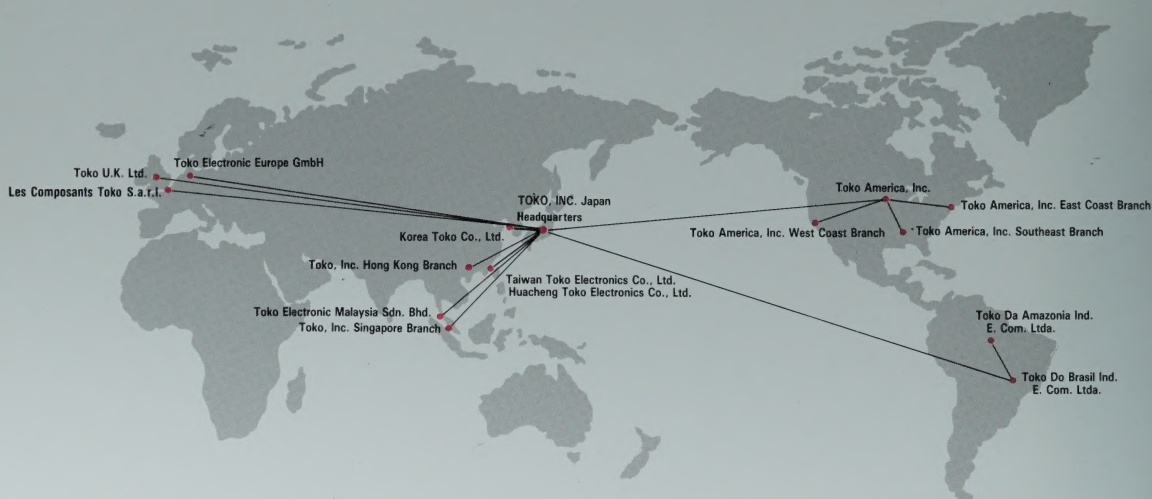 Toko U.K. Ltd.
Toko Electronic Europe GmbH
Les Composants Toko S.a.r.l.
TOKO, INC. Japan
Headquarters
Korea Toko Co., Ltd.
Toko, Inc. Hong Kong Branch
Taiwan Toko Electronics Co., Ltd.
Huacheng Toko Electronics Co., Ltd.
Toko Electronic Malaysia Sdn. Bhd.
Toko, Inc. Singapore Branch
Toko America, Inc.
Toko America, Inc. East Coast Branch
Toko America, Inc. West Coast Branch
Toko America, Inc. Southeast Branch
Toko Da Amazonia Ind.
E. Com. Ltda.
Toko Do Brasil Ind.
E. Com. Ltda.